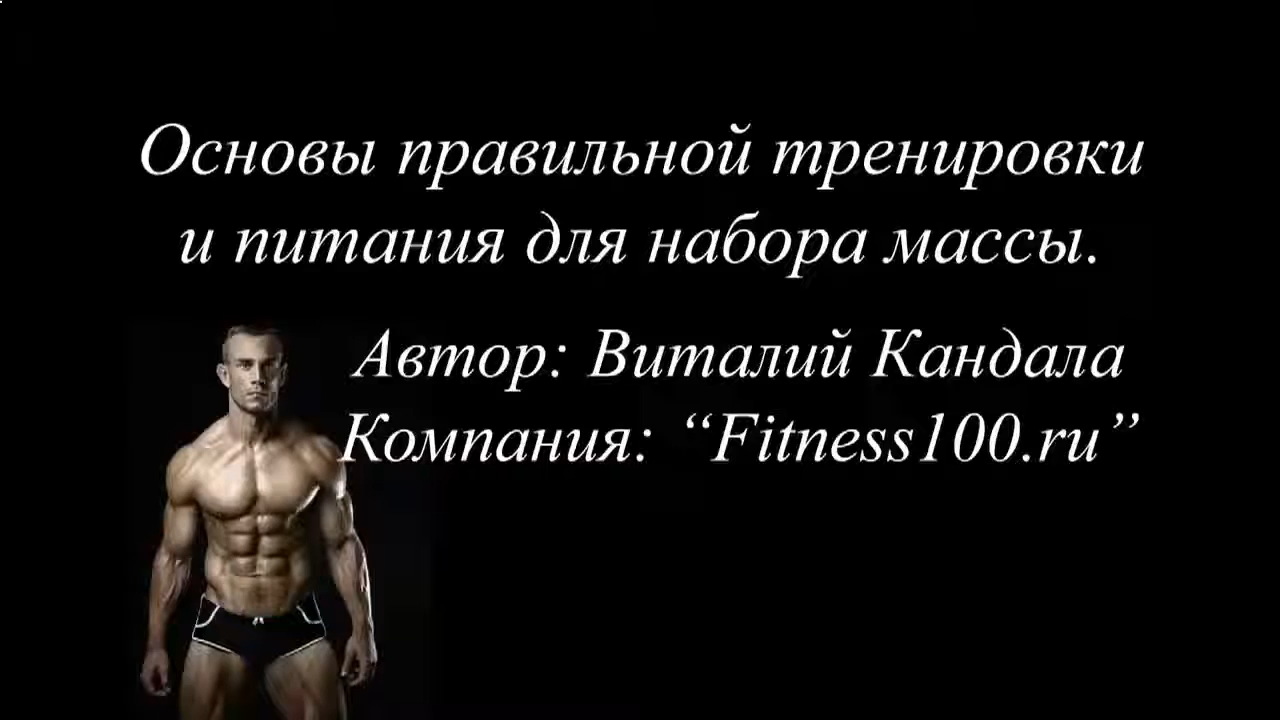 Основы правильной тренировки
и питания для набора массы.
Автор: Виталий Кандала
Компания: “Fitness100.ru”